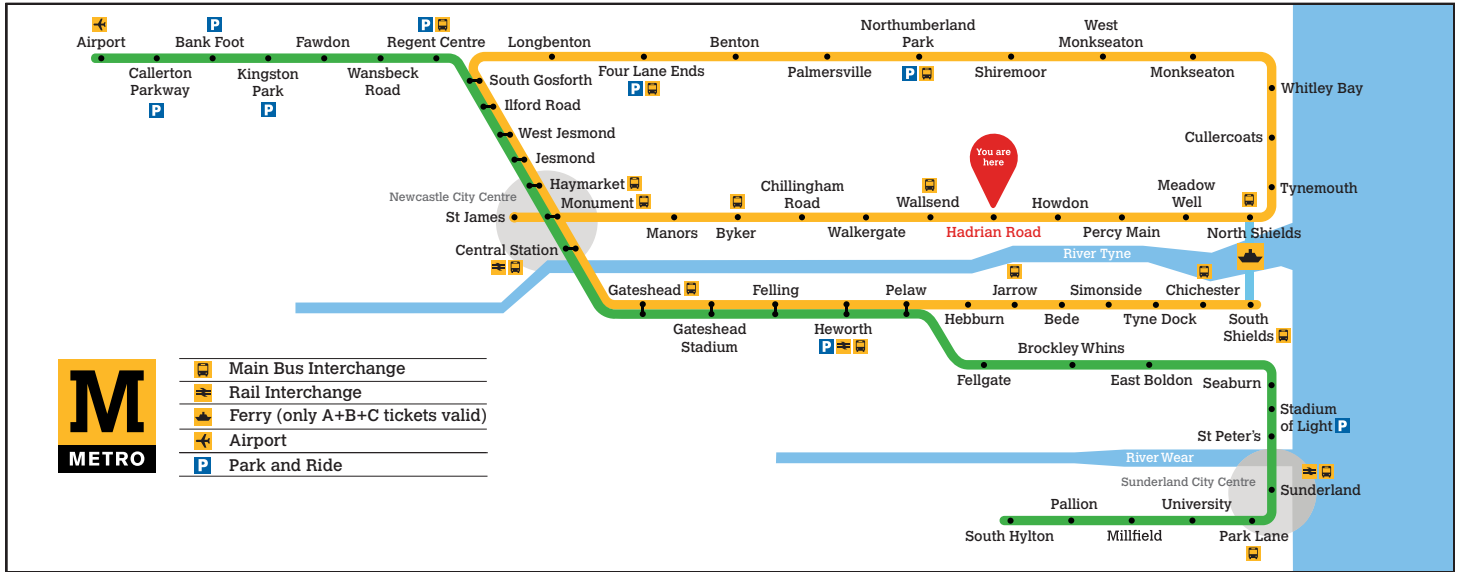 Airport
Callerton
Parkway
P
Bank Foot
P
Kingston
Park
P
Fawdon
Wansbeck
Road
Regent Centre
P
Longbenton
Four Lane Ends
P
Benton
Palmersville
Northumberland
Park
P
Shiremoor
West
Monkseaton
Monkseaton
Whitley Bay
Cullercoats
Tynemouth
South Gosforth
Ilford Road
West Jesmond
Jesmond
Haymarket
Newcastle City Centre
Monument
St James
Central Station
Manors
Byker
Chillingham
Road
Walkergate
Wallsend
You are
here
Hadrian Road
Howdon
Percy Main
Meadow
Well
North Shields
River Tyne
Gateshead
Gateshead
Stadium
Felling
Heworth
P
Pelaw
Hebburn
Jarrow
Bede
Simonside
Tyne Dock
Chichester
South
Shields
Fellgate
Brockley Whins
East Boldon
Seaburn
Stadium
of Light P
St Peter's
River Wear
Sunderland City Centre
Sunderland
Park Lane
University
Millfield
Pallion
South Hylton
M
METRO
Main Bus Interchange
Rail Interchange
Ferry (only A+B+C tickets valid)
Airport
P Park and Ride